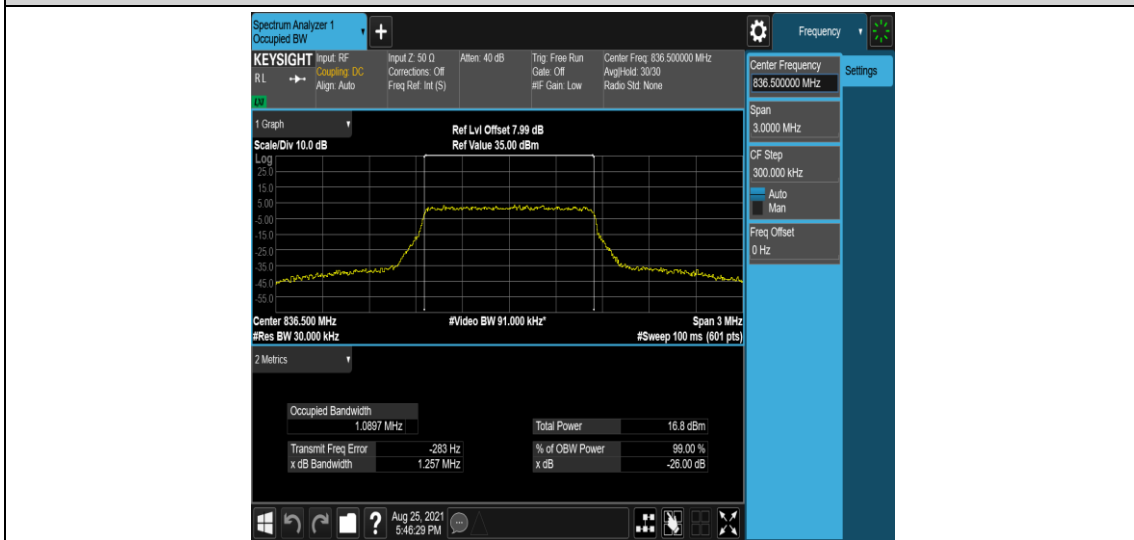 Spectrum Analyzer 1
Occupied BW
+
Frequency
KEYSIGHT
RL
Input: RF
Coupling: DC
Align: Auto
Input Z: 50 Ω
Corrections: Off
Freq Ref: Int (S)
Atten: 40 dB
Trig: Free Run
Gate: Off
#IF Gain: Low
Center Freq: 836.500000 MHz
Avg|Hold: 30/30
Radio Std: None
Center Frequency
836.500000 MHz
Settings
Span
3.0000 MHz
CF Step
300.000 kHz
Auto
Man
Freq Offset
0 Hz
1 Graph
Scale/Div 10.0 dB
Ref Lvl Offset 7.99 dB
Ref Value 35.00 dBm
Log
25.0
15.0
5.00
-5.00
-15.0
-25.0
-35.0
-45.0
-55.0
Center 836.500 MHz
#Res BW 30.000 kHz
#Video BW 91.000 kHz*
Span 3 MHz
#Sweep 100 ms (601 pts)
2 Metrics
Occupied Bandwidth
1.0897 MHz
Total Power 16.8 dBm
Transmit Freq Error -283 Hz
% of OBW Power 99.00 %
x dB Bandwidth 1.257 MHz
x dB -26.00 dB
?
Aug 25, 2021
5:46:29 PM